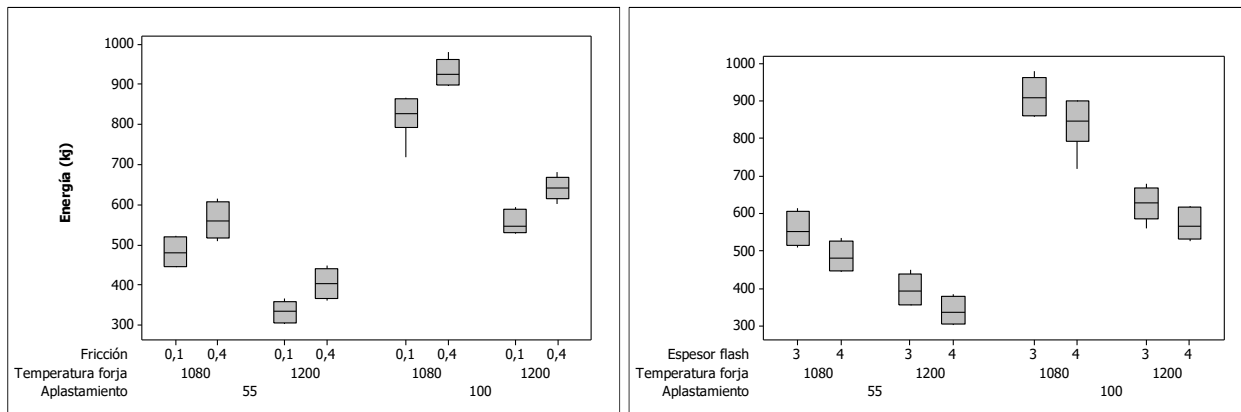 1000
900
800
700
600
500
400
300
Energía (kj)
Fricción 0,1 0,4 0,1 0,4 0,1 0,4 0,1 0,4
Temperatura forja 1080 1200 1080 1200
Aplastamiento 55 100
1000
900
800
700
600
500
400
300
Espesor flash 3 4 3 4 3 4 3 4
Temperatura forja 1080 1200 1080 1200
Aplastamiento 55 100